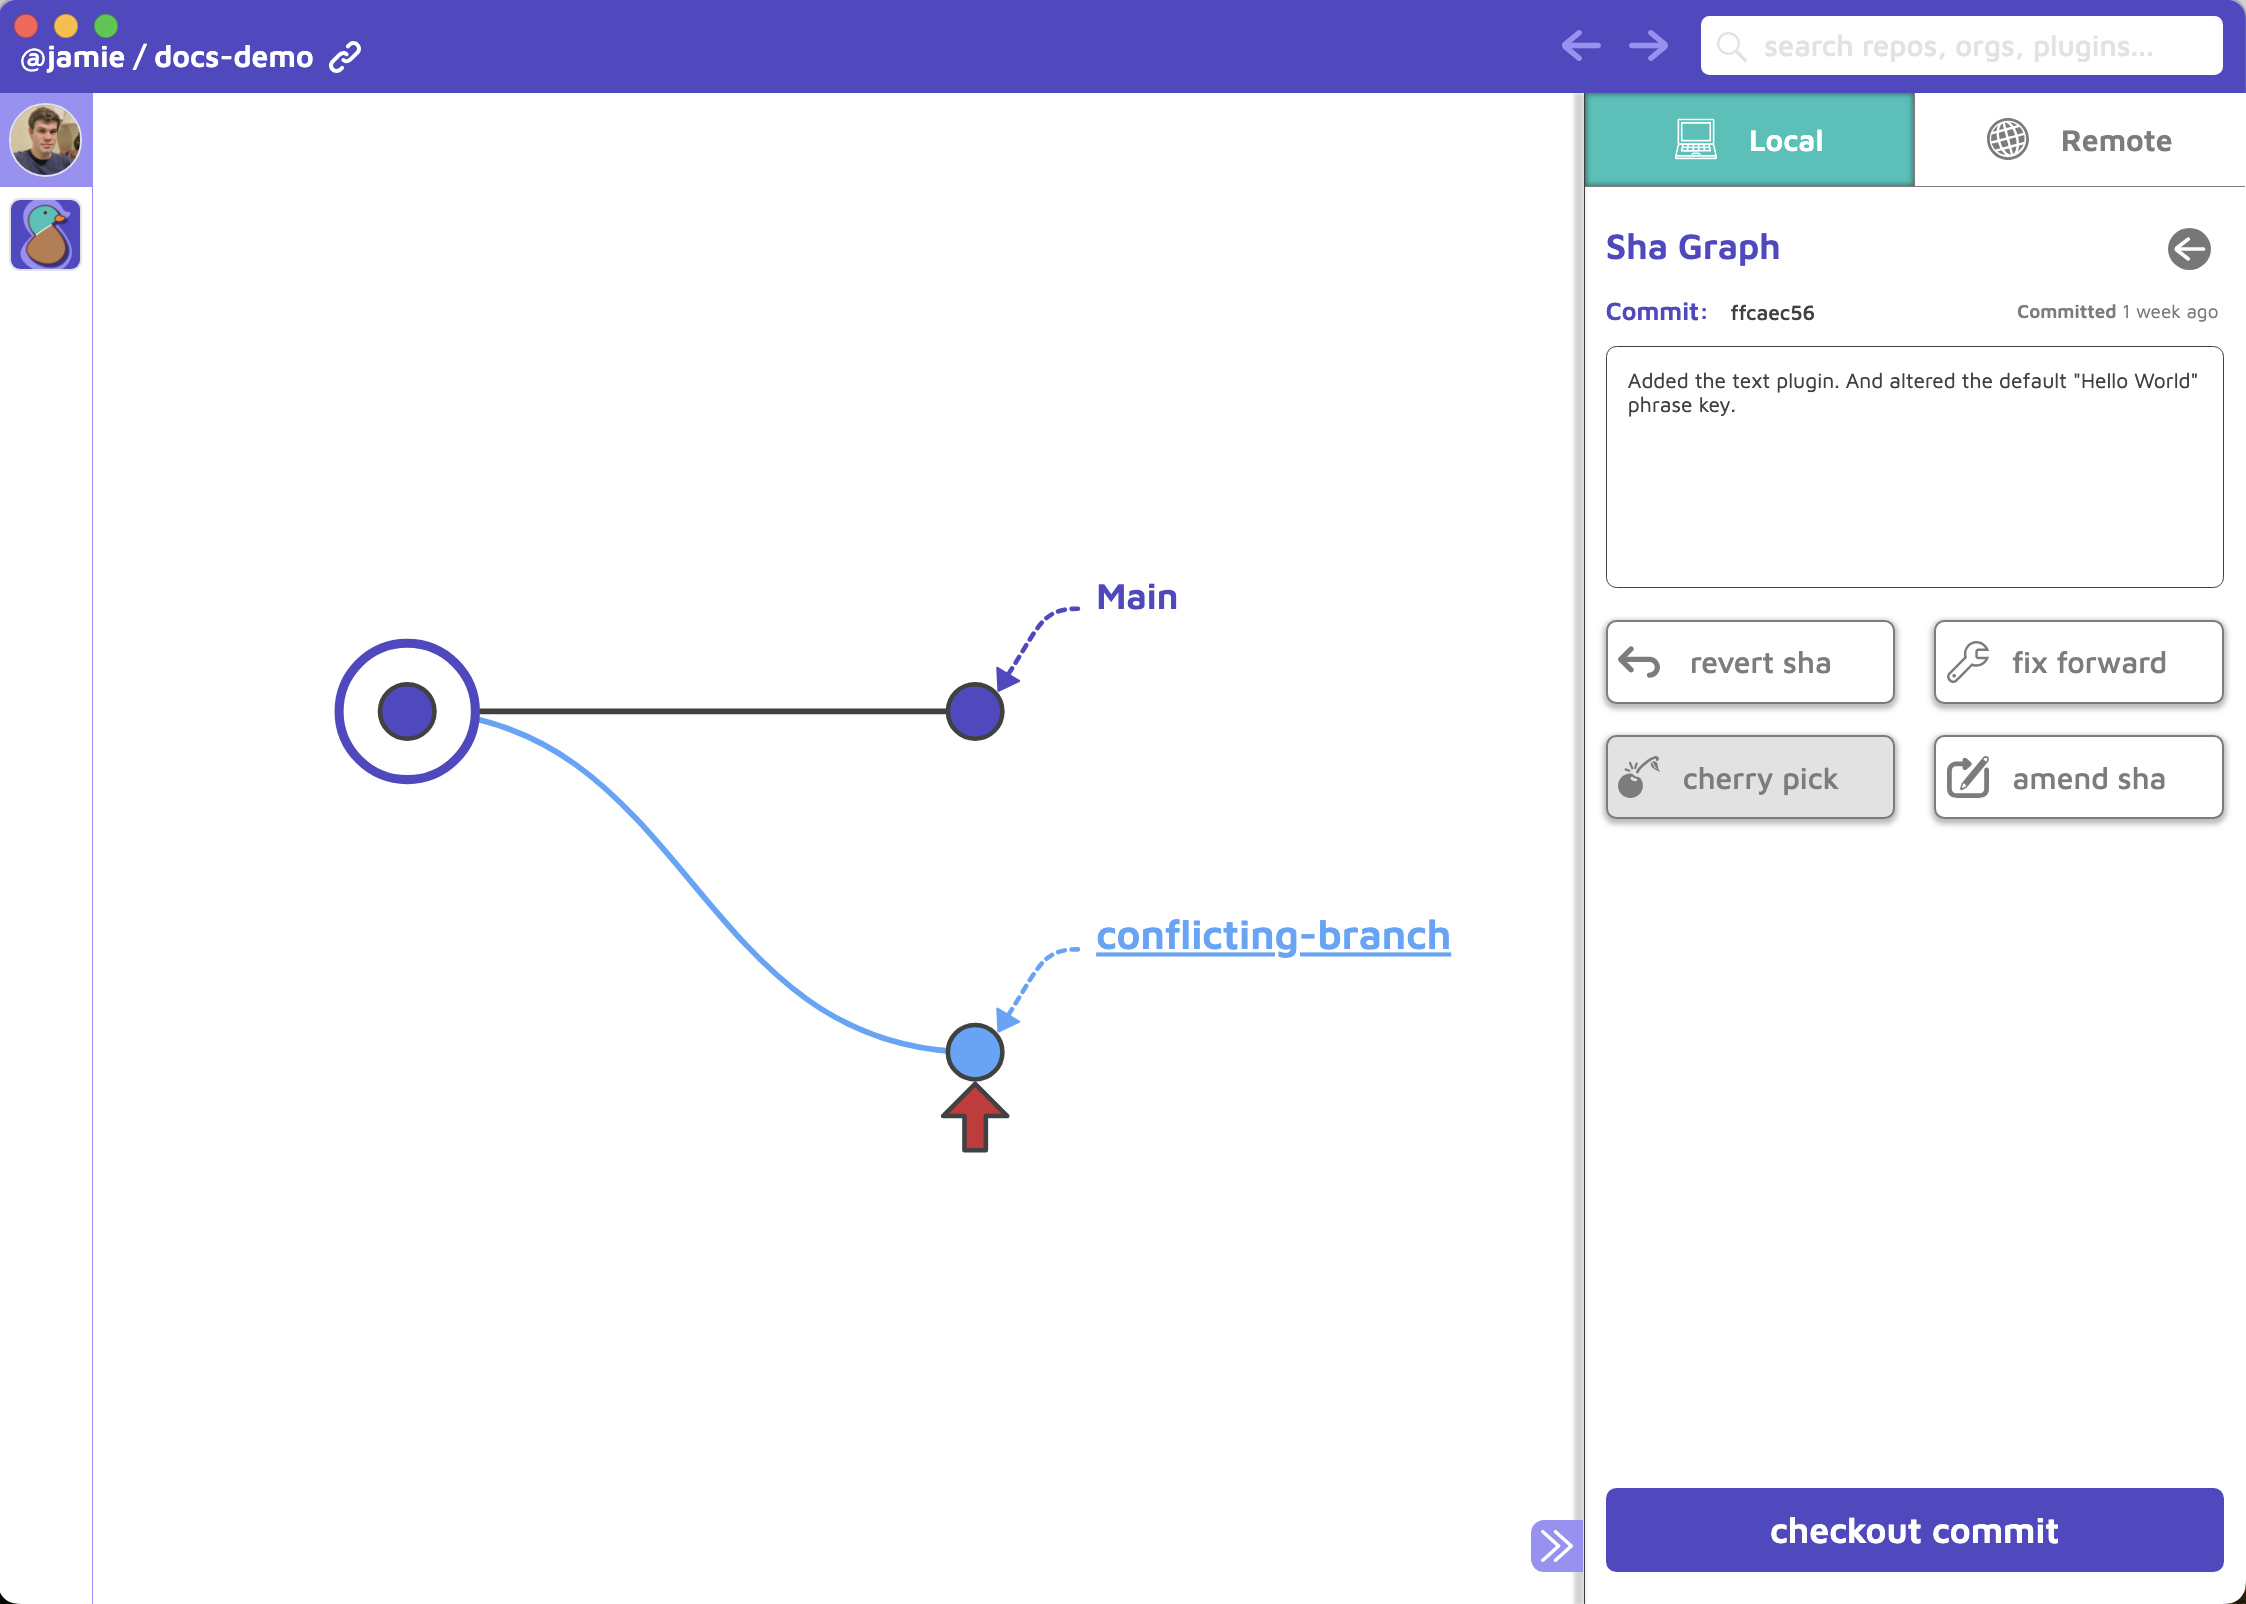 @jamie / docs-demo
search repos, orgs, plugins...
Local
Remote
Sha Graph
Commit: ffcaec56
Committed 1 week ago
Added the text plugin. And altered the default "Hello World"
phrase key.
revert sha
fix forward
cherry pick
amend sha
checkout commit
Main
conflicting-branch